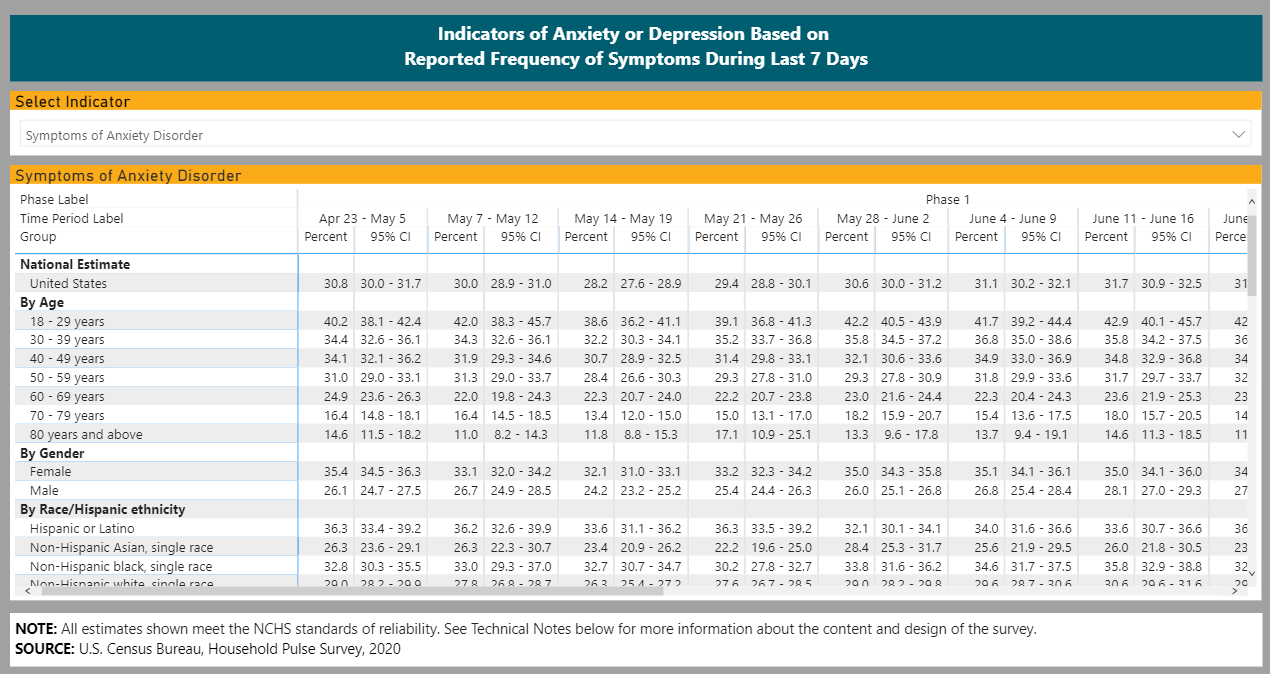 Indicators of Anxiety or Depression Based on
Reported Frequency of Symptoms During Last 7 Days
Select Indicator
Symptoms of Anxiety Disorder
Symptoms of Anxiety Disorder
Phase Label Phase 1
Time Period Label Apr 23 - May 5 May 7 - May 12 May 14 - May 19 May 21 - May 26 May 28 - June 2 June 4 - June 9 June 11 - June 16 June
Group Percent 95% CI Percent 95% CI Percent 95% CI Percent 95% CI Percent 95% CI Percent 95% CI Percent 95% CI Perce
National Estimate
United States 30.8 30.0 - 31.7 30.0 28.9 - 31.0 28.2 27.6 - 28.9 29.4 28.8 - 30.1 30.6 30.0 - 31.2 31.1 30.2 - 32.1 31.7 30.9 - 32.5 31
By Age
18 - 29 years 40.2 38.1 - 42.4 42.0 38.3 - 45.7 38.6 36.2 - 41.1 39.1 36.8 - 41.3 42.2 40.5 - 43.9 41.7 39.2 - 44.4 42.9 40.1 - 45.7 42
30 - 39 years 34.4 32.6 - 36.1 34.3 32.6 - 36.1 32.2 30.3 - 34.1 35.2 33.7 - 36.8 35.8 34.5 - 37.2 36.8 35.0 - 38.6 35.8 34.2 - 37.5 36
40 - 49 years 34.1 32.1 - 36.2 31.9 29.3 - 34.6 30.7 28.9 - 32.5 31.4 29.8 - 33.1 32.1 30.6 - 33.6 34.9 33.0 - 36.9 34.8 32.9 - 36.8 34
50 - 59 years 31.0 29.0 - 33.1 31.3 29.0 - 33.7 28.4 26.6 - 30.3 29.3 27.8 - 31.0 29.3 27.8 - 30.9 31.8 29.9 - 33.6 31.7 29.7 - 33.7 32
60 - 69 years 24.9 23.6 - 26.3 22.0 19.8 - 24.3 22.3 20.7 - 24.0 22.2 20.7 - 23.8 23.0 21.6 - 24.4 22.3 20.4 - 24.3 23.6 21.9 - 25.3 23
70 - 79 years 16.4 14.8 - 18.1 16.4 14.5 - 18.5 13.4 12.0 - 15.0 15.0 13.1 - 17.0 18.2 15.9 - 20.7 15.4 13.6 - 17.5 18.0 15.7 - 20.5 14
80 years and above 14.6 11.5 - 18.2 11.0 8.2 - 14.3 11.8 8.8 - 15.3 17.1 10.9 - 25.1 13.3 9.6 - 17.8 13.7 9.4 - 19.1 14.6 11.3 - 18.5 11
By Gender
Female 35.4 34.5 - 36.3 33.1 32.0 - 34.2 32.1 31.0 - 33.1 33.2 32.3 - 34.2 35.0 34.3 - 35.8 35.1 34.1 - 36.1 35.0 34.1 - 36.0 34
Male 26.1 24.7 - 27.5 26.7 24.9 - 28.5 24.2 23.2 - 25.2 25.4 24.4 - 26.3 26.0 25.1 - 26.8 26.8 25.4 - 28.4 28.1 27.0 - 29.3 27
By Race/Hispanic ethnicity
Hispanic or Latino 36.3 33.4 - 39.2 36.2 32.6 - 39.9 33.6 31.1 - 36.2 36.3 33.5 - 39.2 32.1 30.1 - 34.1 34.0 31.6 - 36.6 33.6 30.7 - 36.6 36
Non-Hispanic Asian, single race 26.3 23.6 - 29.1 26.3 22.3 - 30.7 23.4 20.9 - 26.2 22.2 19.6 - 25.0 28.4 25.3 - 31.7 25.6 21.9 - 29.5 26.0 21.8 - 30.5 23
Non-Hispanic black, single race 32.8 30.3 - 35.5 33.0 29.3 - 37.0 32.7 30.7 - 34.7 30.2 27.8 - 32.7 33.8 31.6 - 36.2 34.6 31.7 - 37.5 35.8 32.9 - 38.8 32
Non-Hispanic white, single race 29.0 28.2 - 29.9 27.8 26.8 - 28.7 26.3 25.4 - 27.2 27.6 26.7 - 28.5 29.0 28.2 - 29.8 29.6 28.7 - 30.6 30.6 29.6 - 31.6 29
NOTE: All estimates shown meet the NCHS standards of reliability. See Technical Notes below for more information about the content and design of the survey.
SOURCE: U.S. Census Bureau, Household Pulse Survey, 2020